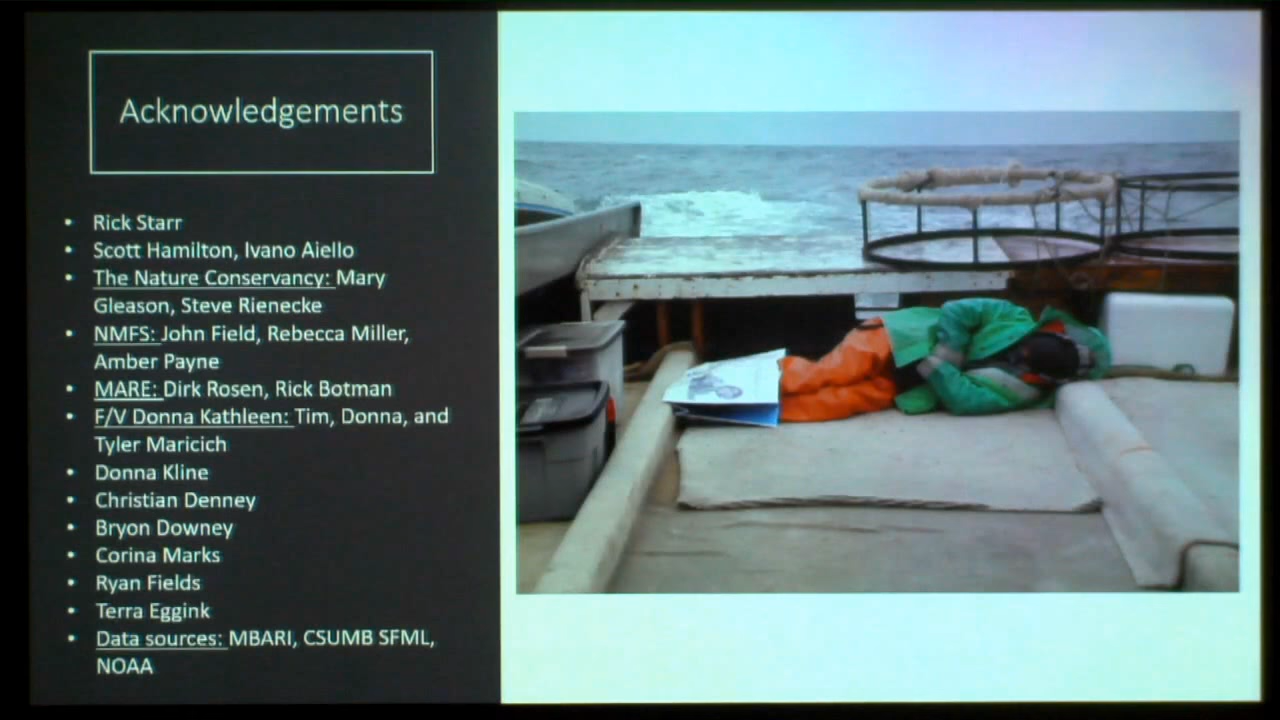 Acknowledgements
• Rick Starr
• Scott Hamilton, Ivano Aiello
• The Nature Conservancy: Mary
Gleason, Steve Rienecke
• NMFS: John Field, Rebecca Miller,
Amber Payne
• MARE: Dirk Rosen, Rick Botman
• F/V Donna Kathleen: Tim, Donna, and
Tyler Maricich
• Donna Kline
• Christian Denney
• Bryon Downey
• Corina Marks
• Ryan Fields
• Terra Eggink
• Data sources: MBARI, CSUMB SFML,
NOAA